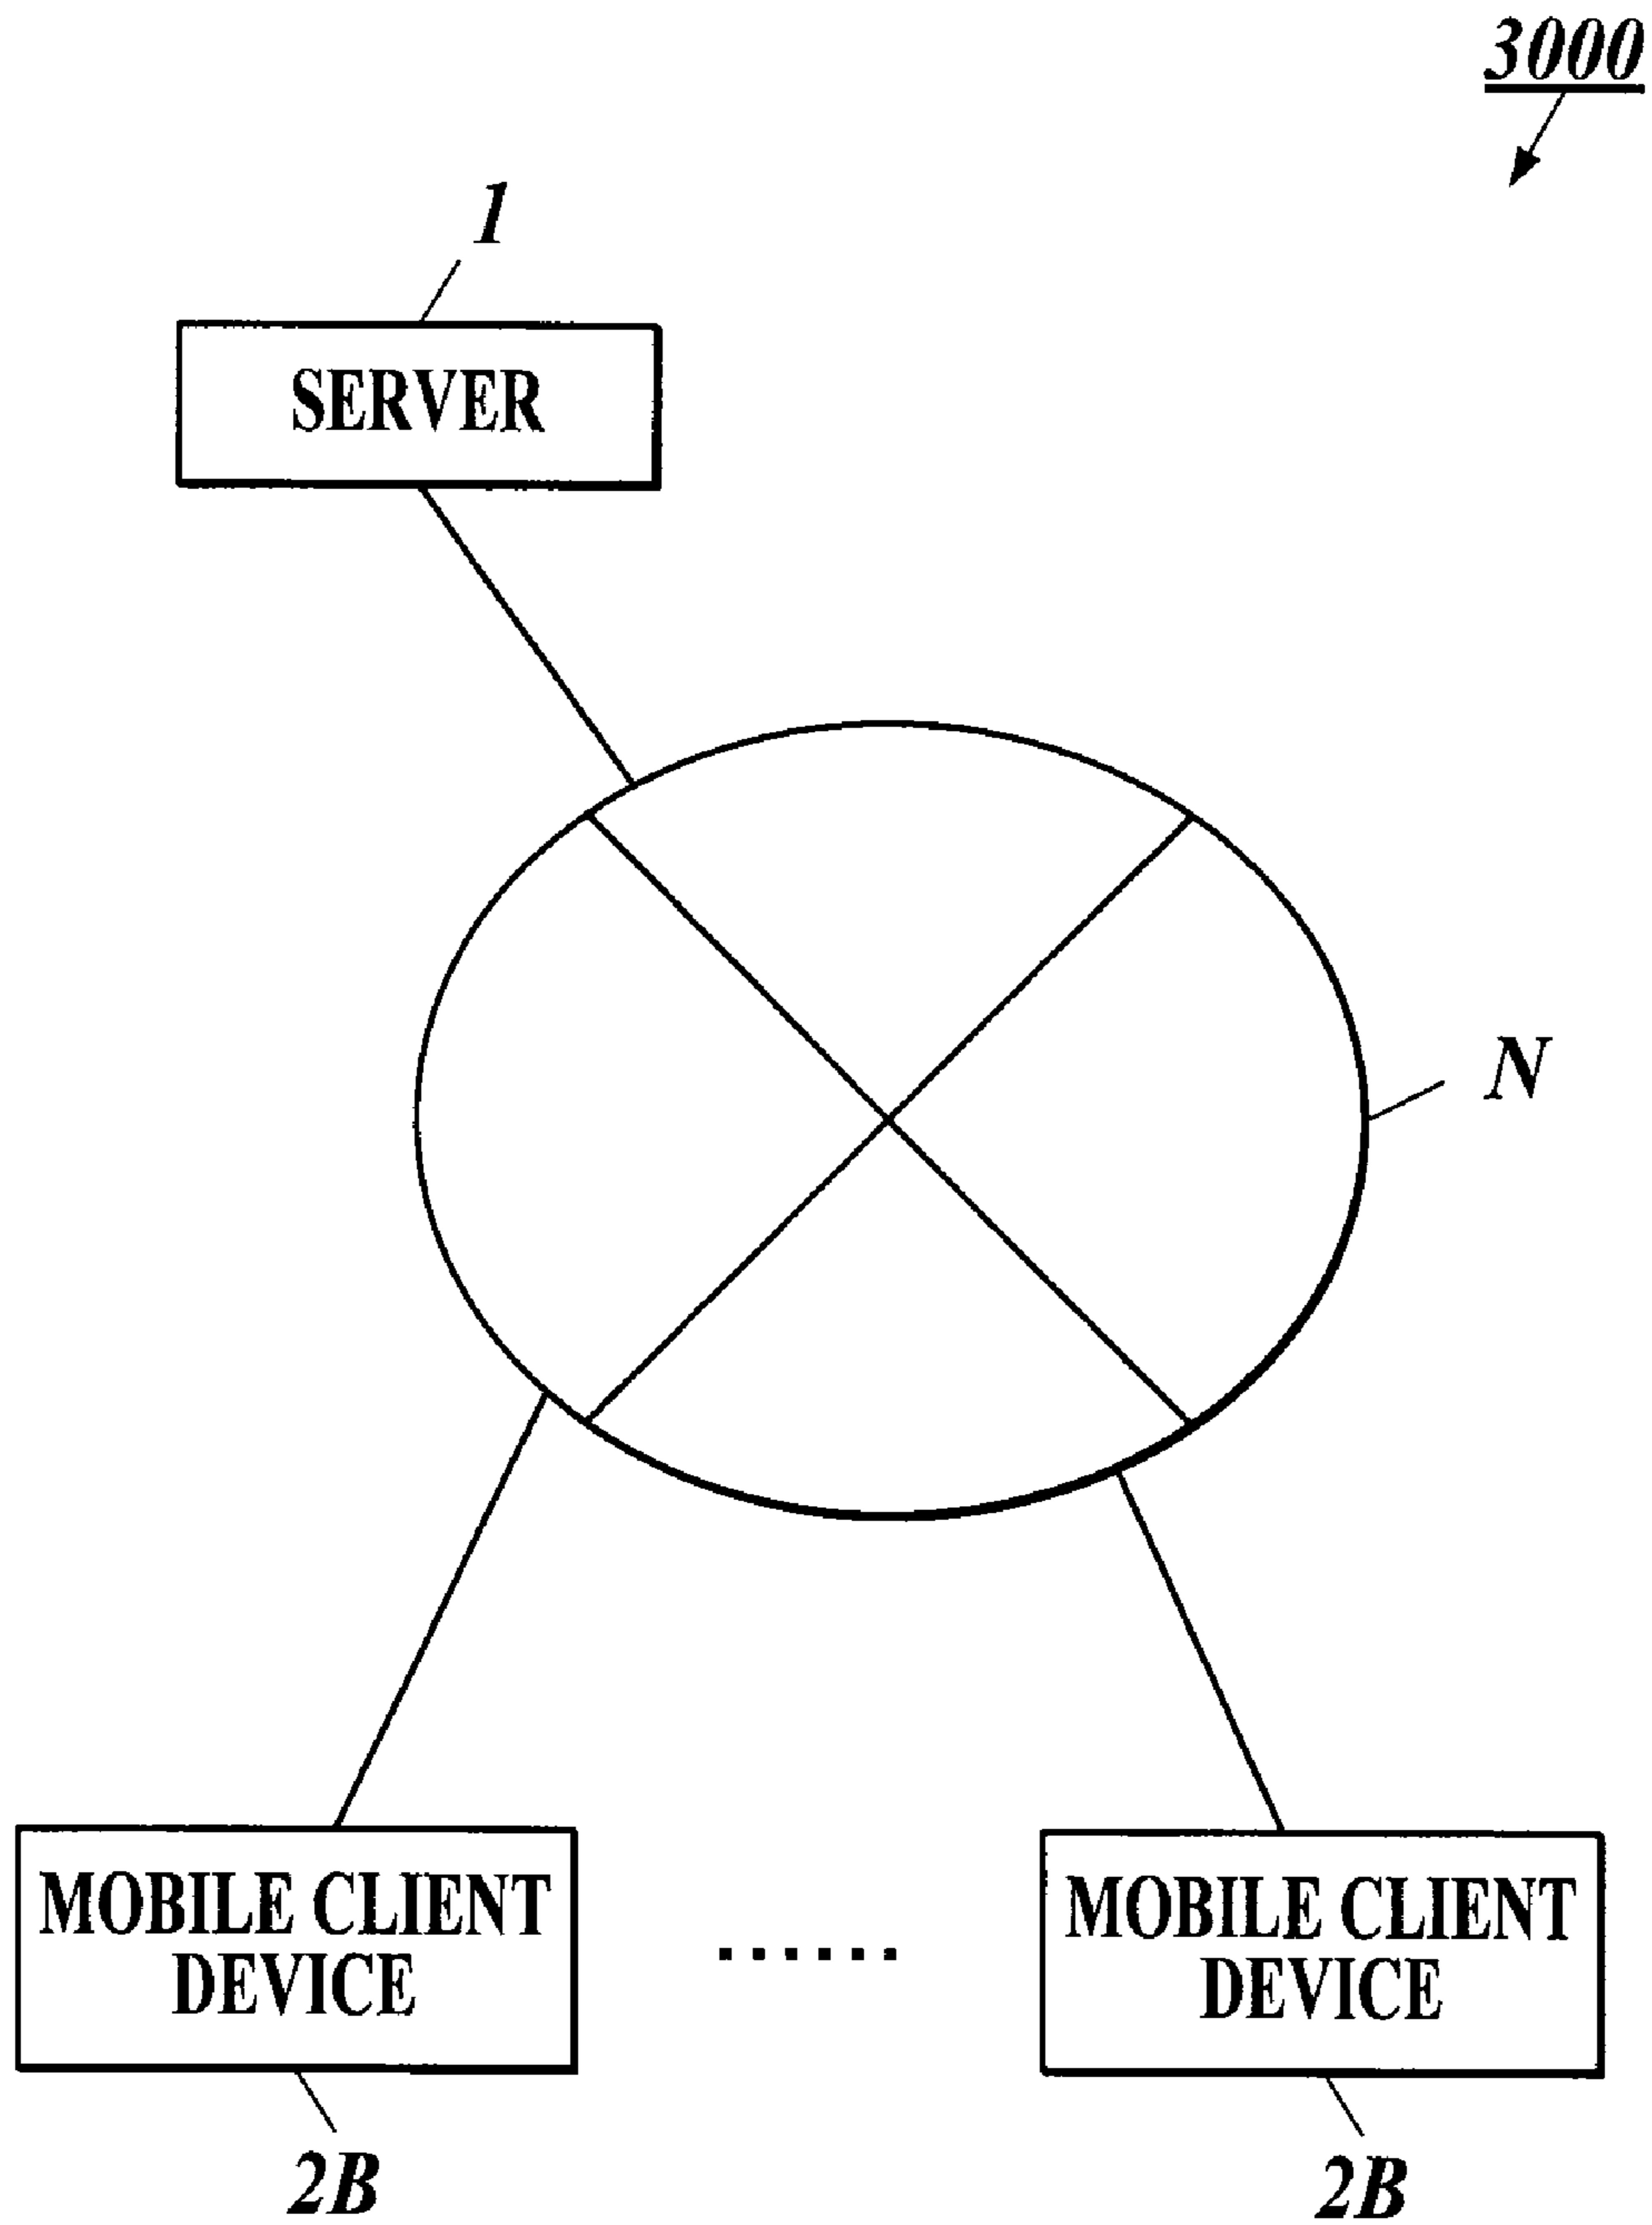 3000
1
SERVER
N
MOBILE CLIENT
DEVICE
......
MOBILE CLIENT
DEVICE
2B
2B